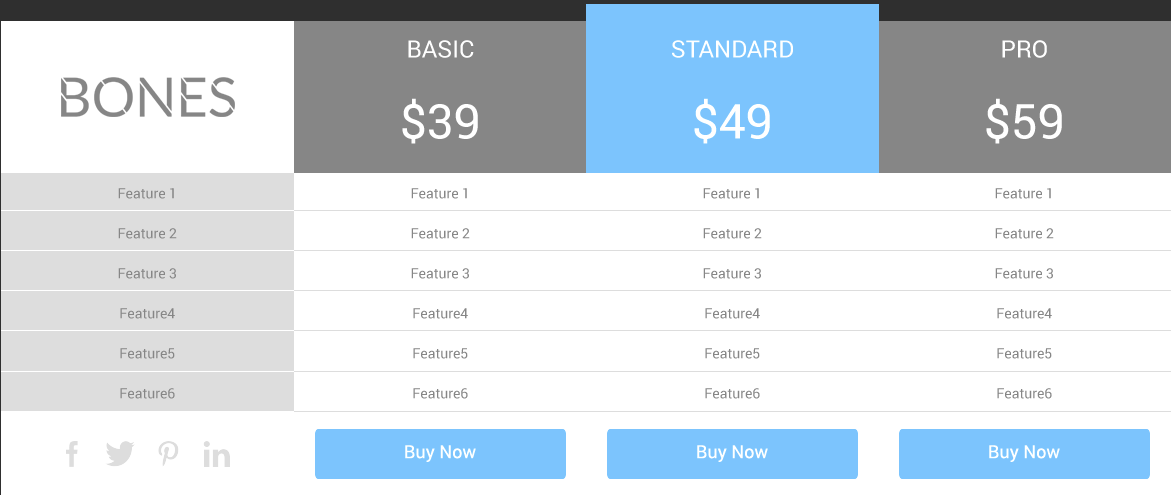 BASIC STANDARD PRO
BONES $39 $49 $59
Feature 1 Feature 1 Feature 1 Feature 1
Feature 2 Feature 2 Feature 2 Feature 2
Feature 3 Feature 3 Feature 3 Feature 3
Feature4 Feature4 Feature4 Feature4
Feature5 Feature5 Feature5 Feature5
Feature6 Feature6 Feature6 Feature6
Buy Now Buy Now Buy Now